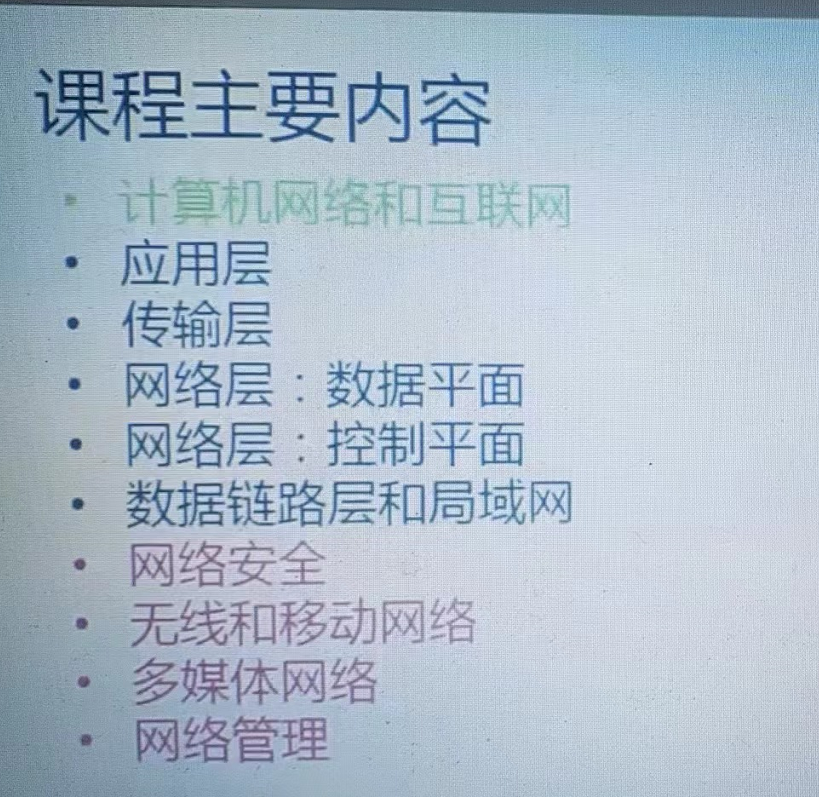 课程主要内容
• 计算机网络和互联网
• 应用层
• 传输层
• 网络层：数据平面
• 网络层：控制平面
• 数据链路层和局域网
• 网络安全
• 无线和移动网络
• 多媒体网络
• 网络管理